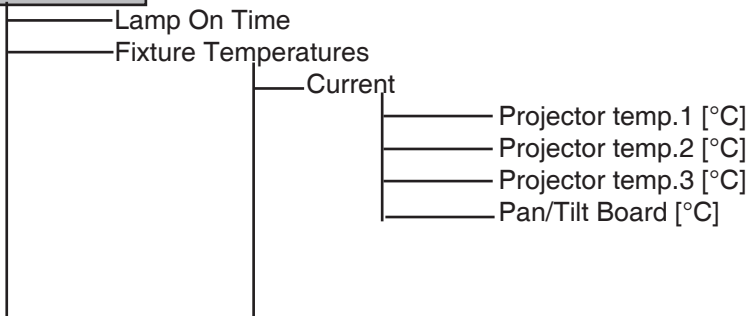 Lamp On Time
Fixture Temperatures
Current
Projector temp.1 [°C]
Projector temp.2 [°C]
Projector temp.3 [°C]
Pan/Tilt Board [°C]